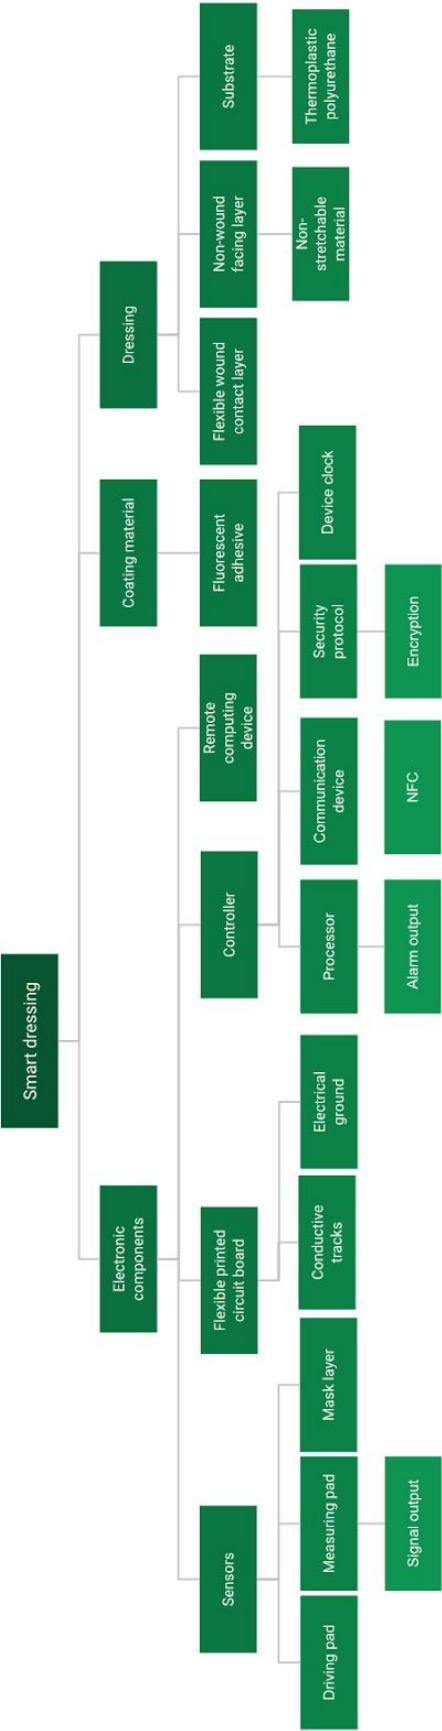 Smart dressing
Electronic
components
Coating material
Dressing
Sensors
Flexible printed
circuit board
Controller
Remote
computing
device
Fluorescent
adhesive
Flexible wound
contact layer
Non-wound
facing layer
Substrate
Driving pad
Measuring pad
Mask layer
Conductive
tracks
Electrical
ground
Processor
Communication
device
Security
protocol
Device clock
Non-
stretchable
material
Thermoplastic
polyurethane
Signal output
Alarm output
NFC
Encryption